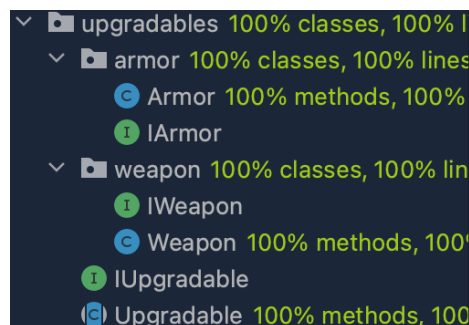 upgradables 100% classes, 100% l
armor 100% classes, 100% lines
C Armor 100% methods, 100%
I IArmor
weapon 100% classes, 100% lin
I IWeapon
C Weapon 100% methods, 100%
I IUpgradable
C Upgradable 100% methods, 100